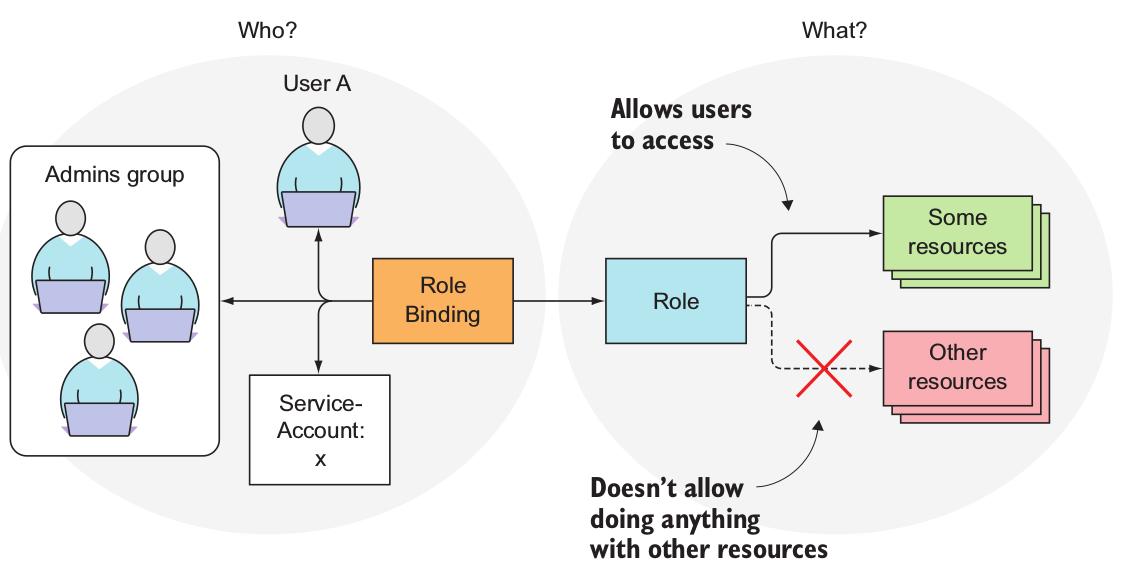 Who?
What?
User A
Allows users
to access
Admins group
Some
resources
Role
Binding
Role
Other
resources
Service-
Account:
x
Doesn’t allow
doing anything
with other resources